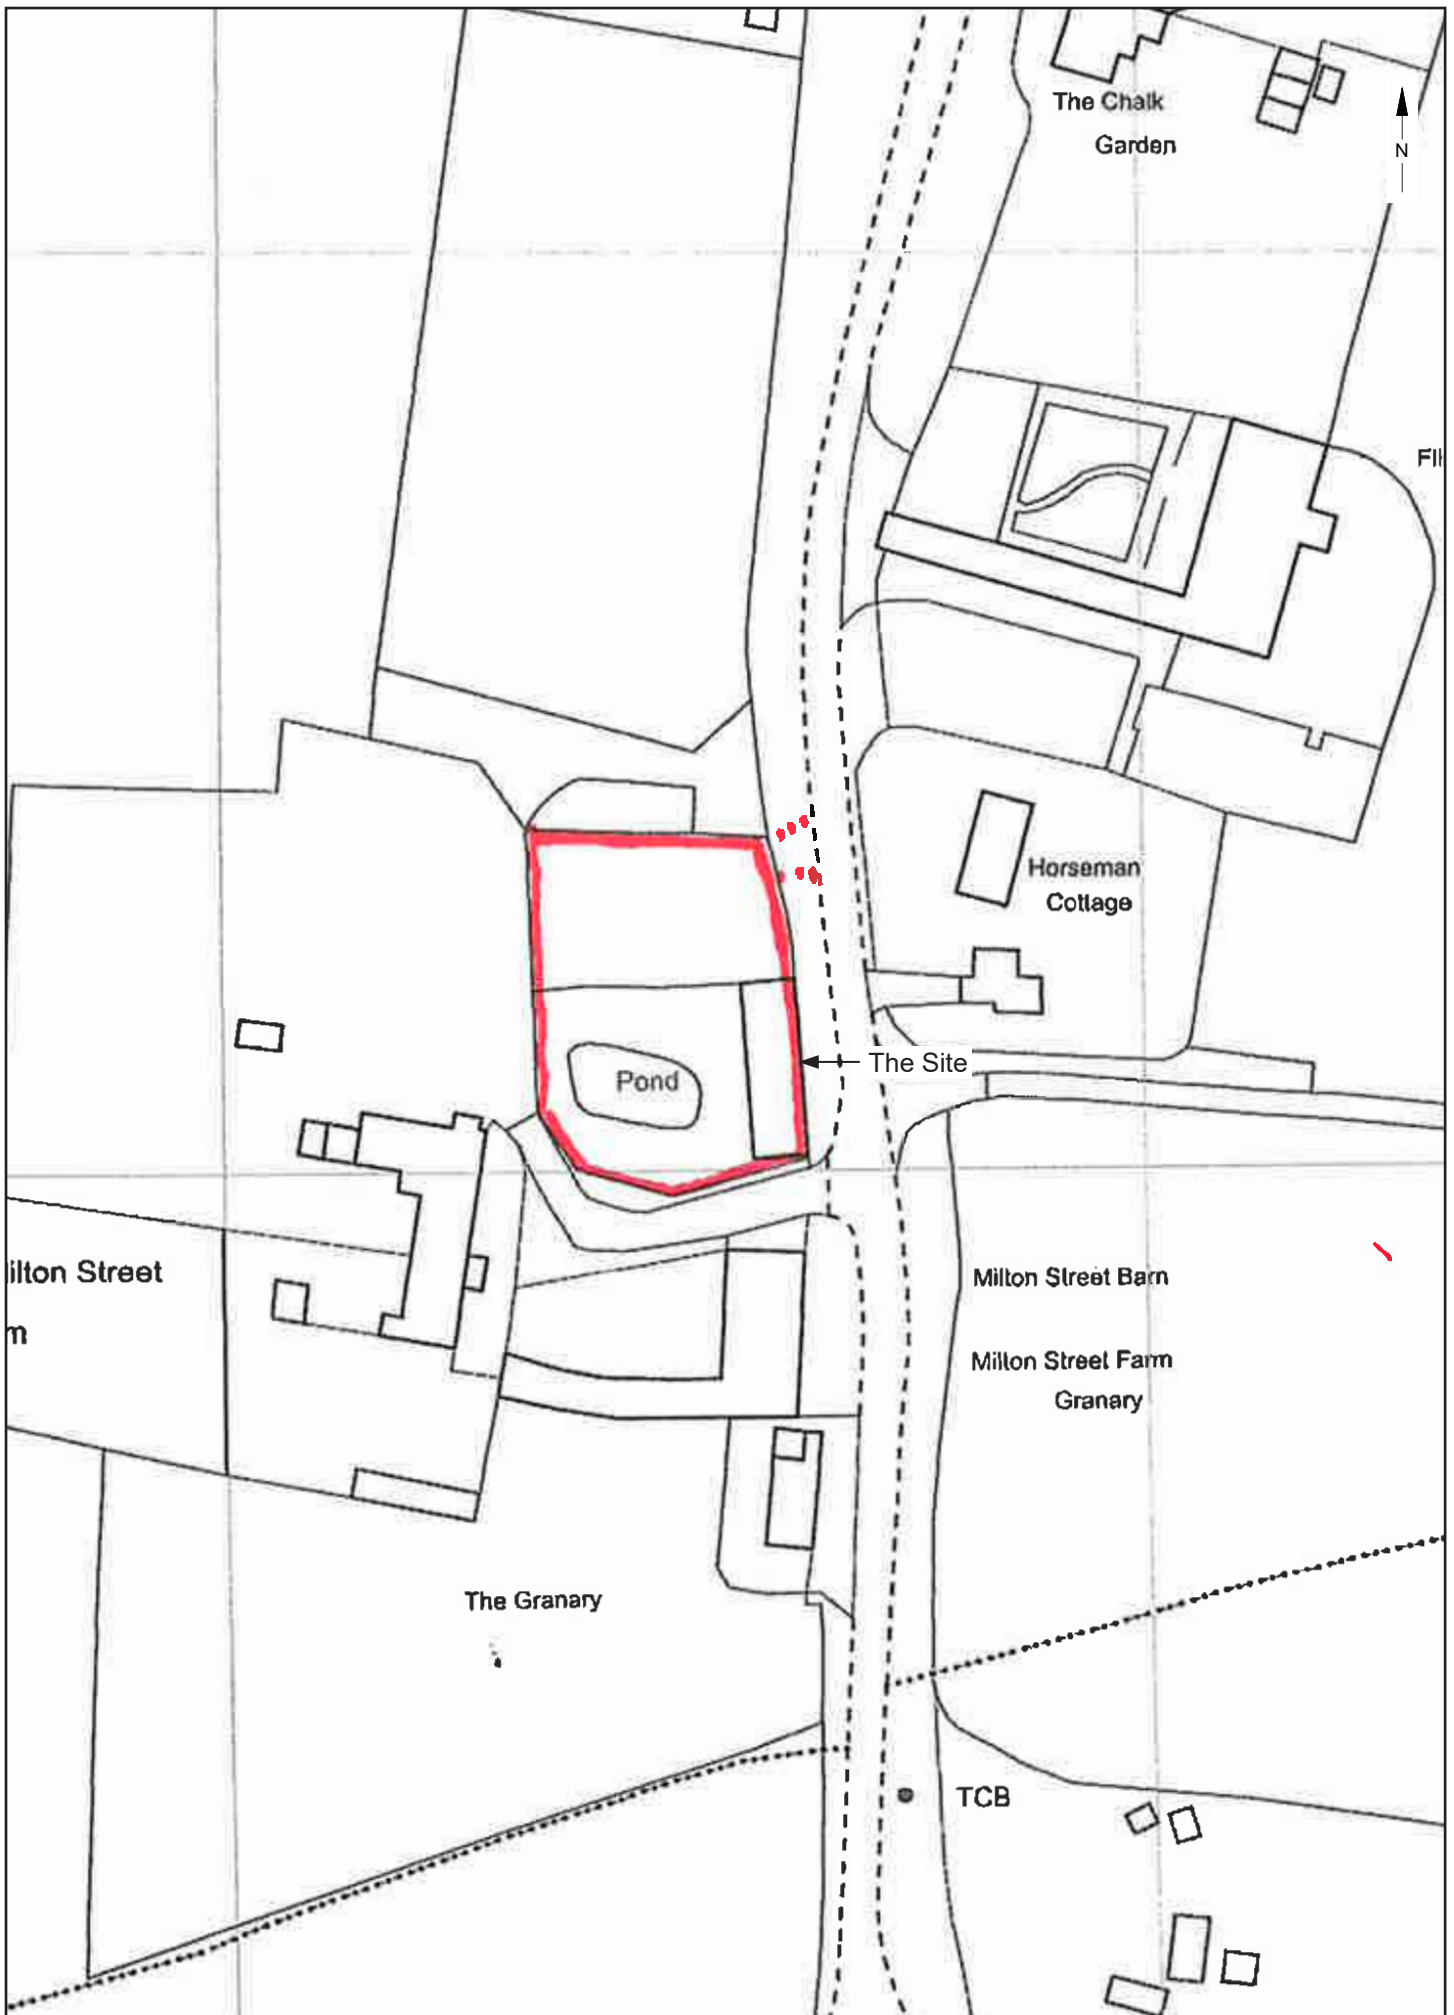 The Chalk
Garden
N
Horseman
Cottage
The Site
Pond
ilton Street
m
Milton Street Barn
Milton Street Farm
Granary
The Granary
TCB